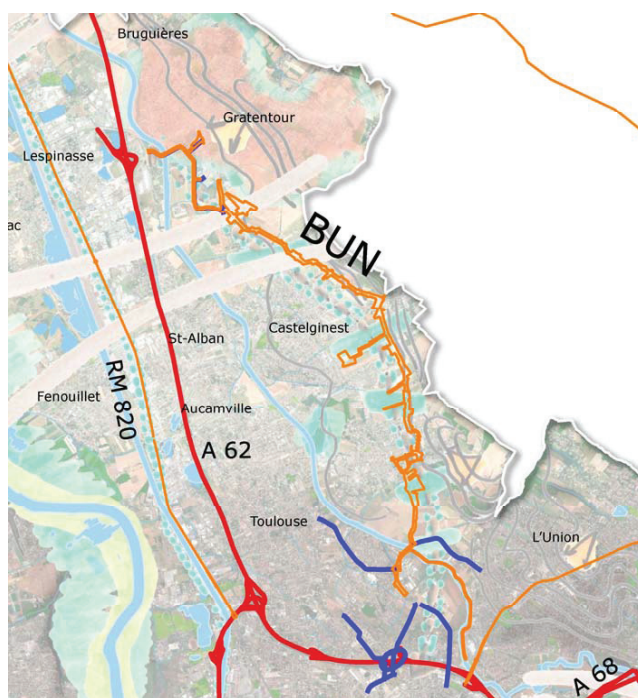 Bruguières
Gratentour
Lespinasse
ac
BUN
St-Alban
Castelginest
RM 820
Fenouillet
Aucamville
A 62
Toulouse
L'Union
A 68